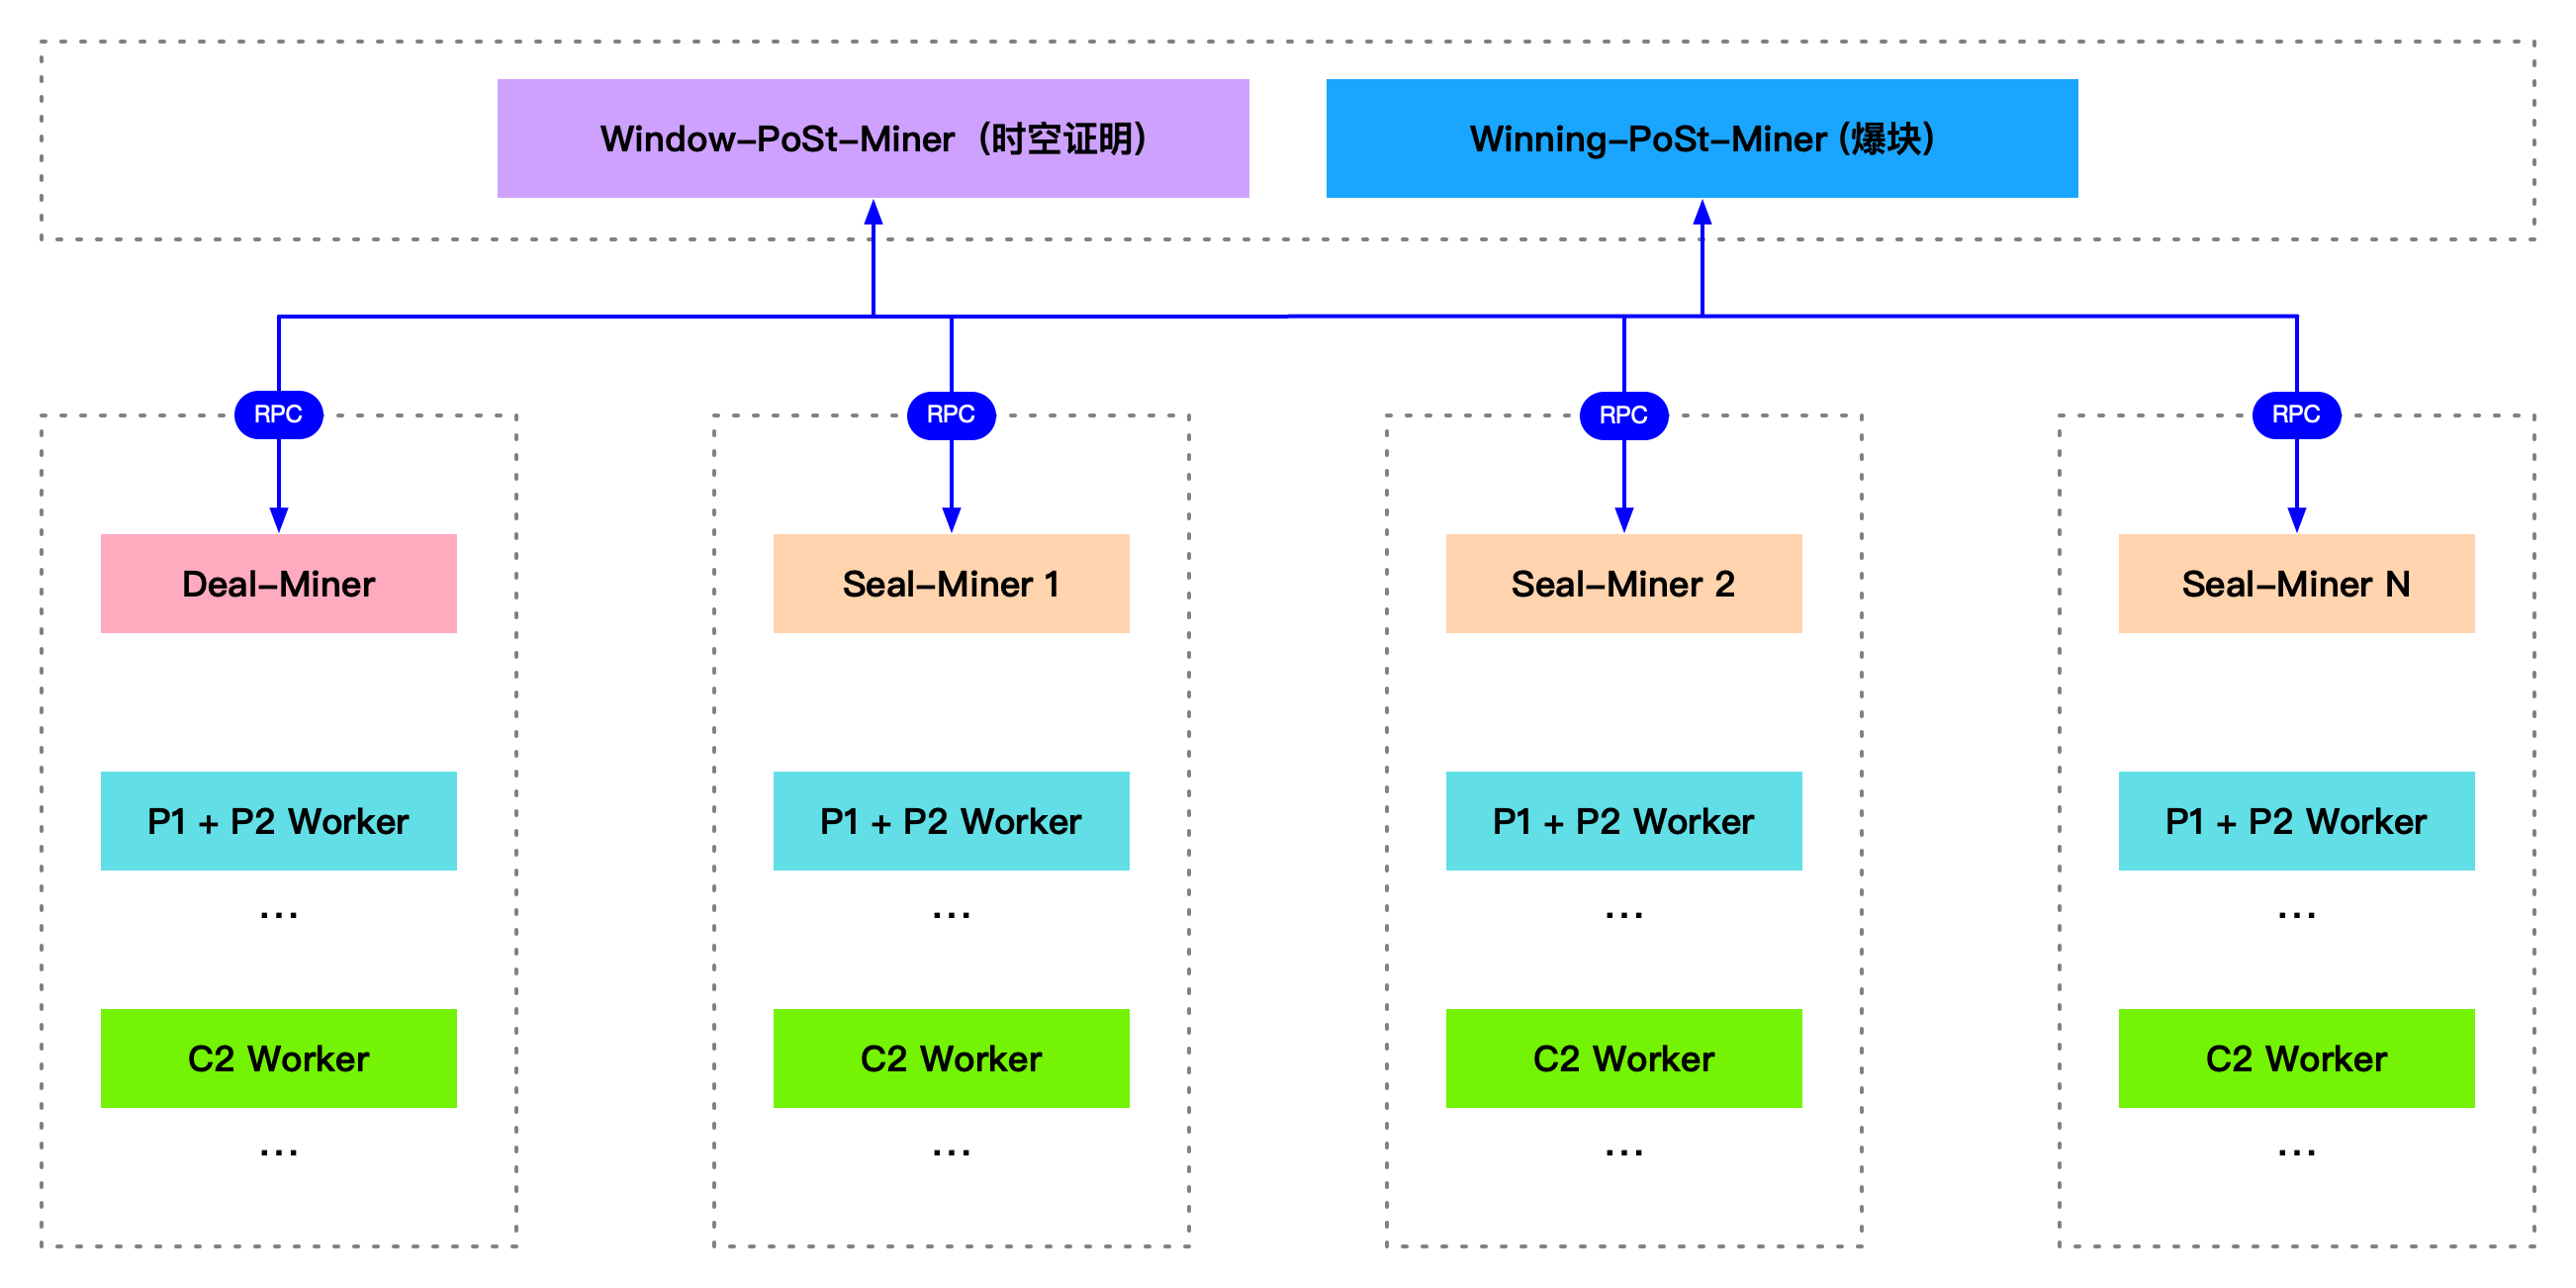 Window-PoSt-Miner（时空证明）
Winning-PoSt-Miner (爆块)
RPC
RPC
RPC
RPC
Deal-Miner
Seal-Miner 1
Seal-Miner 2
Seal-Miner N
P1 + P2 Worker
P1 + P2 Worker
P1 + P2 Worker
P1 + P2 Worker
...
...
...
...
C2 Worker
C2 Worker
C2 Worker
C2 Worker
...
...
...
...